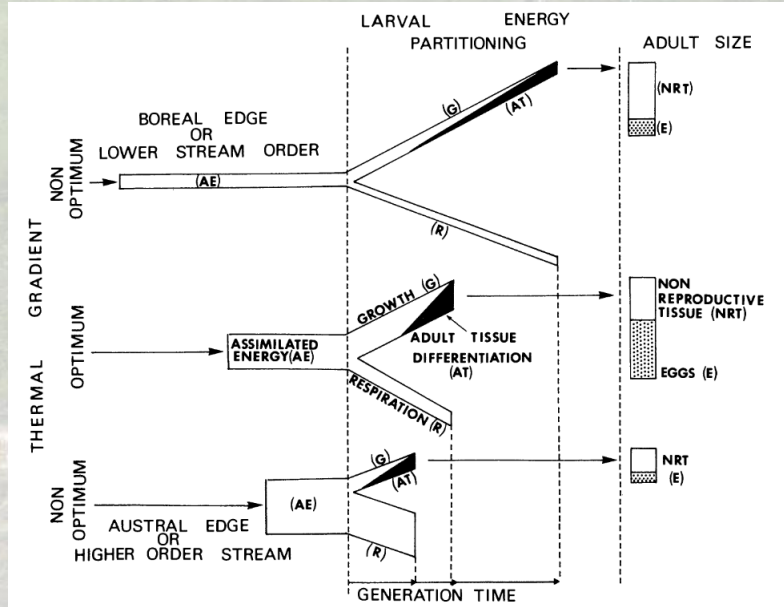 LARVAL ENERGY
PARTITIONING
ADULT SIZE
THERMAL GRADIENT
NON
OPTIMUM
BOREAL EDGE
OR
LOWER STREAM ORDER
(AE)
(G)
(AT)
(R)
(NRT)
(E)
OPTIMUM
ASSIMILATED
ENERGY(AE)
GROWTH (G)
ADULT TISSUE
DIFFERENTIATION
(AT)
RESPIRATION (R)
NON
REPRODUCTIVE
TISSUE (NRT)
EGGS (E)
NON
OPTIMUM
AUSTRAL EDGE
OR
HIGHER ORDER STREAM
(AE)
(G)
(AT)
(R)
NRT
(E)
GENERATION TIME